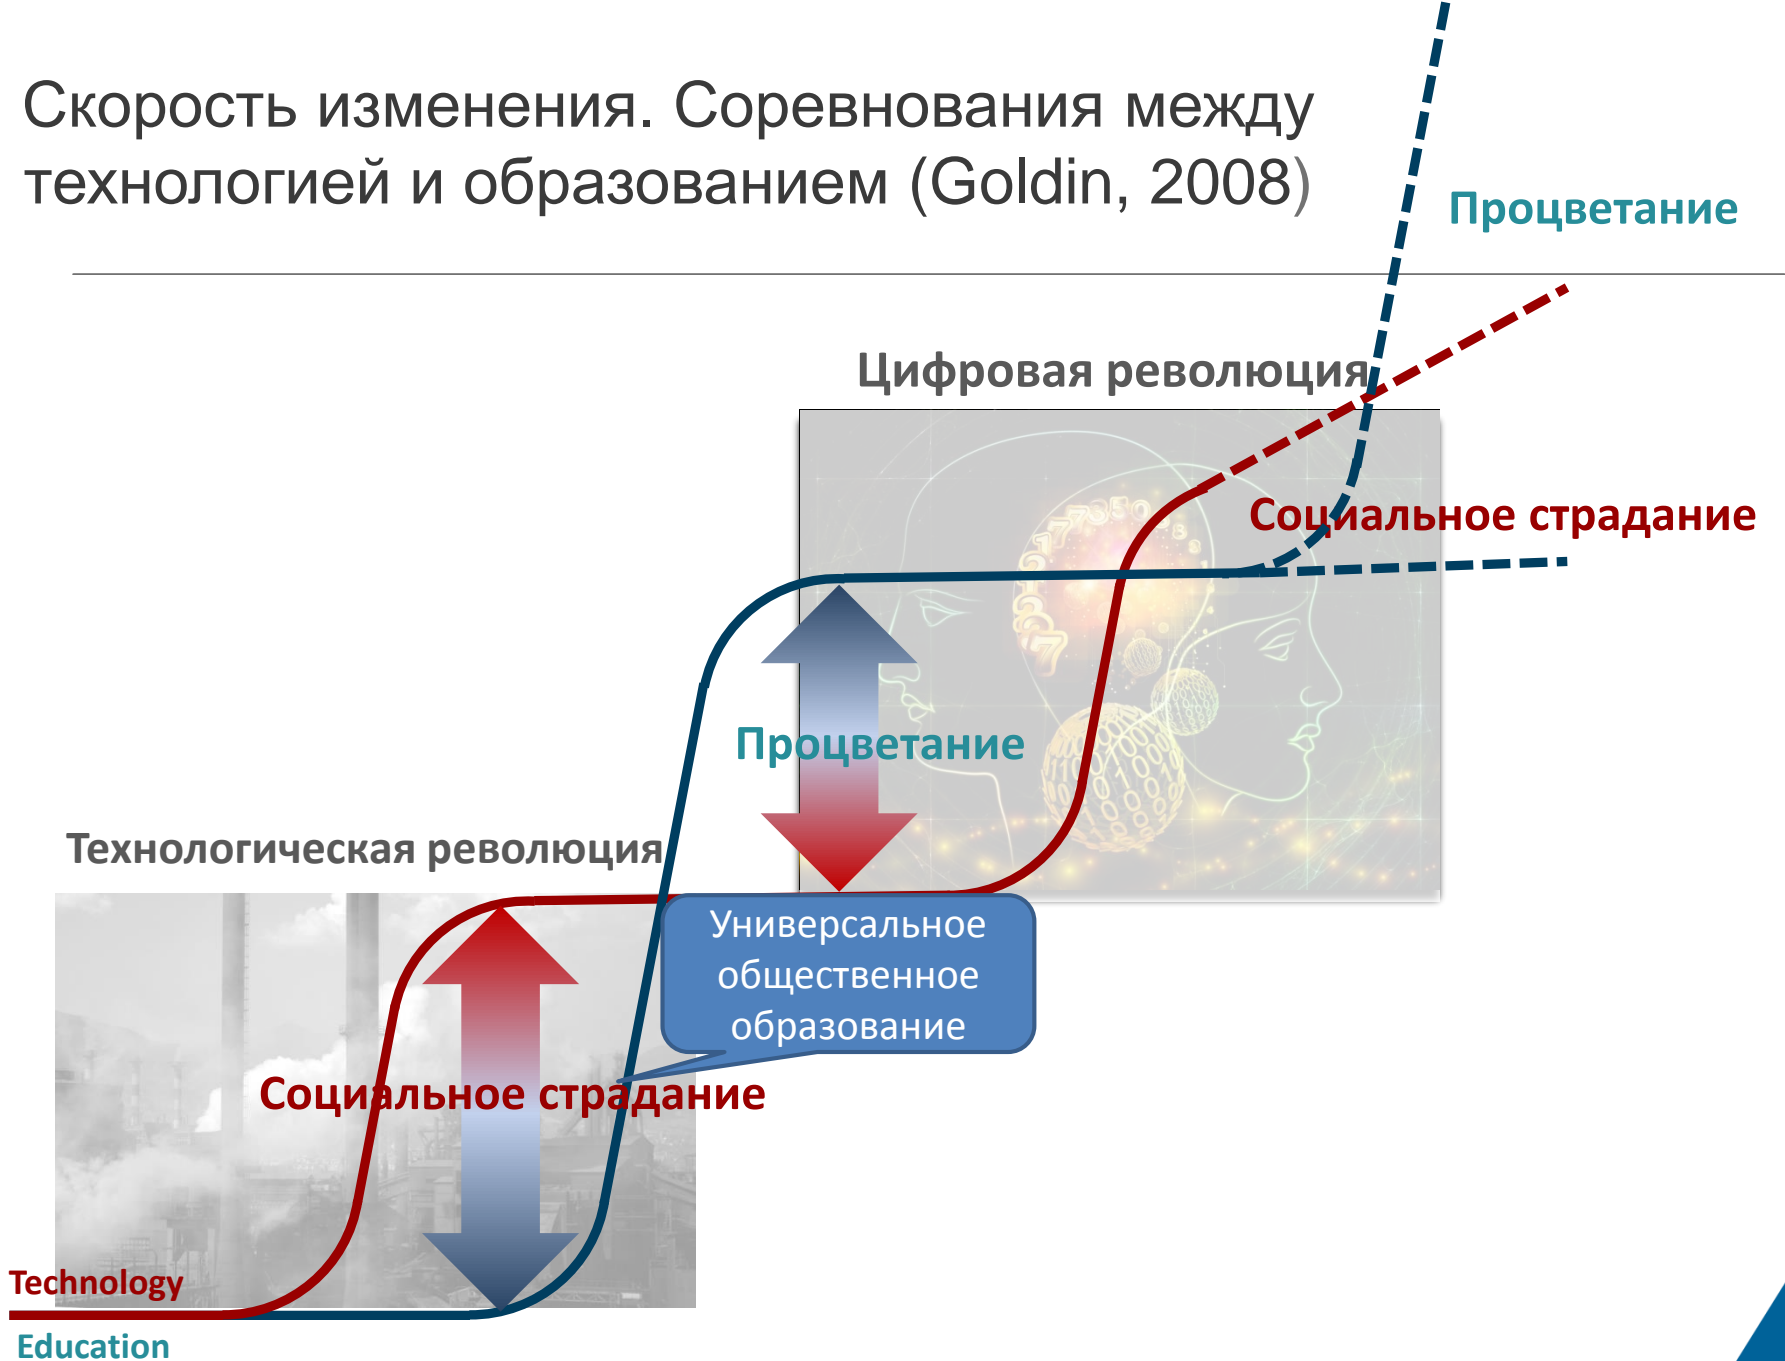 Скорость изменения. Соревнования между
технологией и образованием (Goldin, 2008)
Процветание
Цифровая революция
Социальное страдание
Процветание
Технологическая революция
Универсальное
общественное
образование
Социальное страдание
Technology
Education